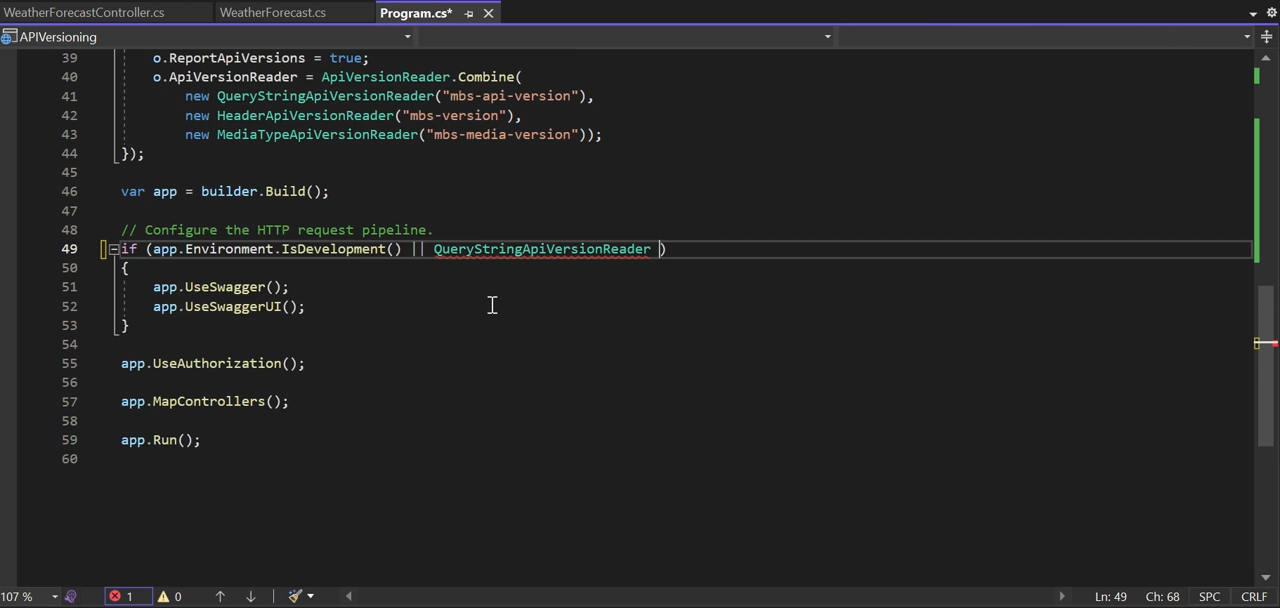 WeatherForecastController.cs WeatherForecast.cs Program.cs*
APIVersioning
39 o.ReportApiVersions = true;
40 o.ApiVersionReader = ApiVersionReader.Combine(
41 new QueryStringApiVersionReader("mbs-api-version"),
42 new HeaderApiVersionReader("mbs-version"),
43 new MediaTypeApiVersionReader("mbs-media-version"));
44 });
45
46 var app = builder.Build();
47
48 // Configure the HTTP request pipeline.
49 if (app.Environment.IsDevelopment() || QueryStringApiVersionReader )
50 {
51 app.UseSwagger();
52 app.UseSwaggerUI();
53 }
54
55 app.UseAuthorization();
56
57 app.MapControllers();
58
59 app.Run();
60
107 % 1 0 Ln: 49 Ch: 68 SPC CRLF